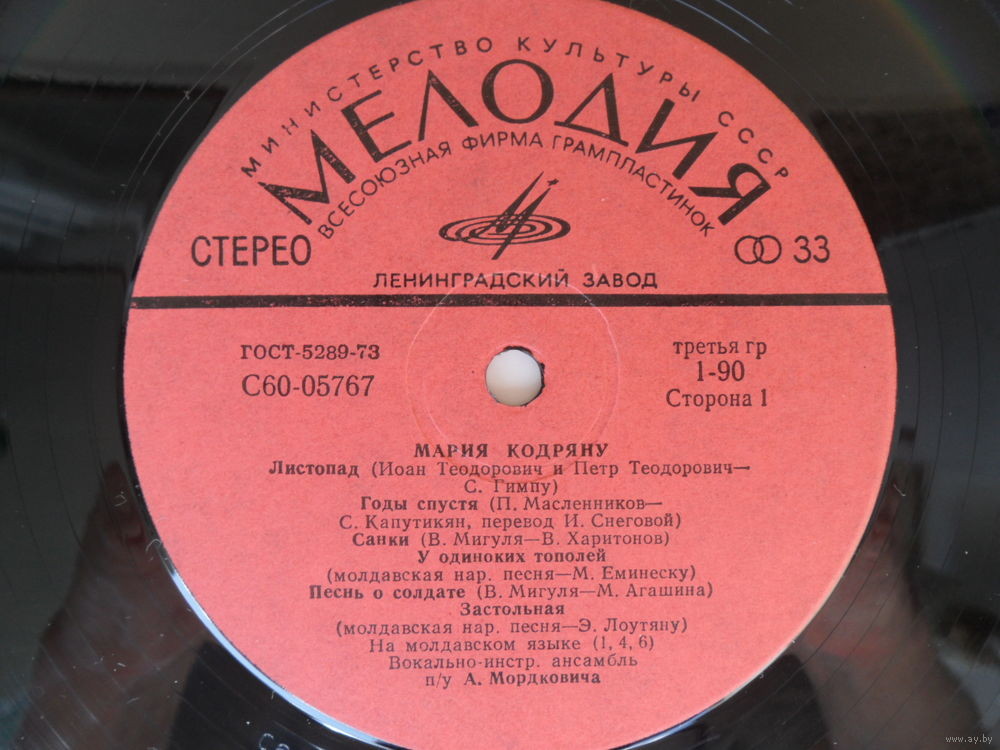 МИНИСТЕРСТВО КУЛЬТУРЫ СССР
МЕЛОДИЯ
ВСЕСОЮЗНАЯ ФИРМА ГРАМПЛАСТИНОК
СТЕРЕО
33
ЛЕНИНГРАДСКИЙ ЗАВОД
ГОСТ-5289-73
С60-05767
третья гр
1-90
Сторона 1
МАРИЯ КОДРЯНУ
Листопад (Иоан Теодорович и Петр Теодорович—
С. Гимпу)
Годы спустя (П. Масленников—
С. Капутикян, перевод И. Снеговой)
Санки (В. Мигуля—В. Харитонов)
У одиноких тополей
(молдавская нар. песня—М. Еминеску)
Песнь о солдате (В. Мигуля—М. Агашина)
Застольная
(молдавская нар. песня—Э. Лоутяну)
На молдавском языке (1, 4, 6)
Вокально-инстр. ансамбль
п/у А. Мордковича
www.ay.by